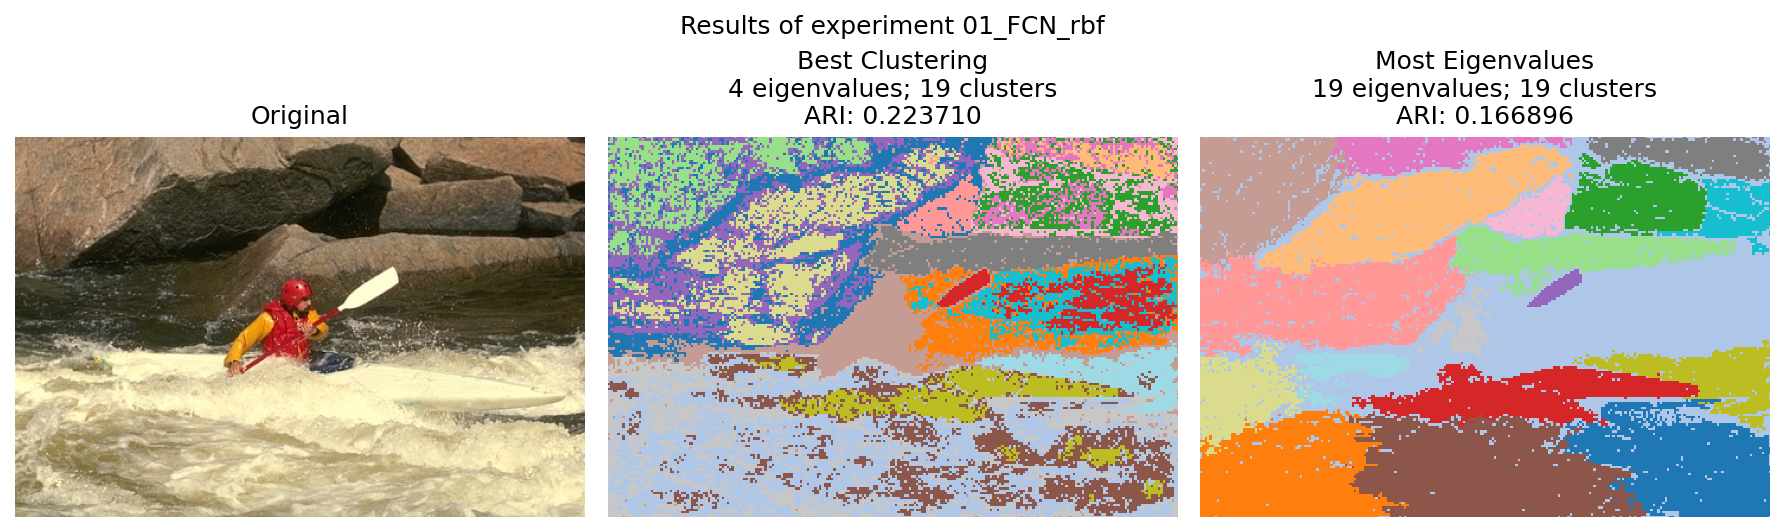 Results of experiment 01_FCN_rbf
Original
Best Clustering
4 eigenvalues; 19 clusters
ARI: 0.223710
Most Eigenvalues
19 eigenvalues; 19 clusters
ARI: 0.166896